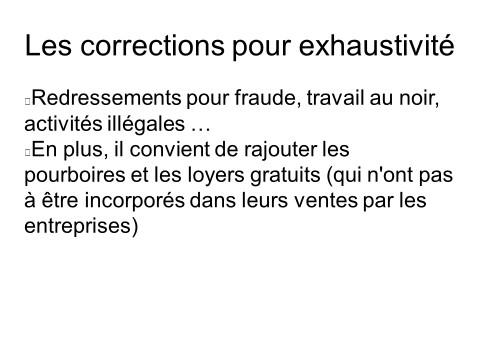 Les corrections pour exhaustivité
Redressements pour fraude, travail au noir,
activités illégales …
En plus, il convient de rajouter les
pourboires et les loyers gratuits (qui n'ont pas
à être incorporés dans leurs ventes par les
entreprises)